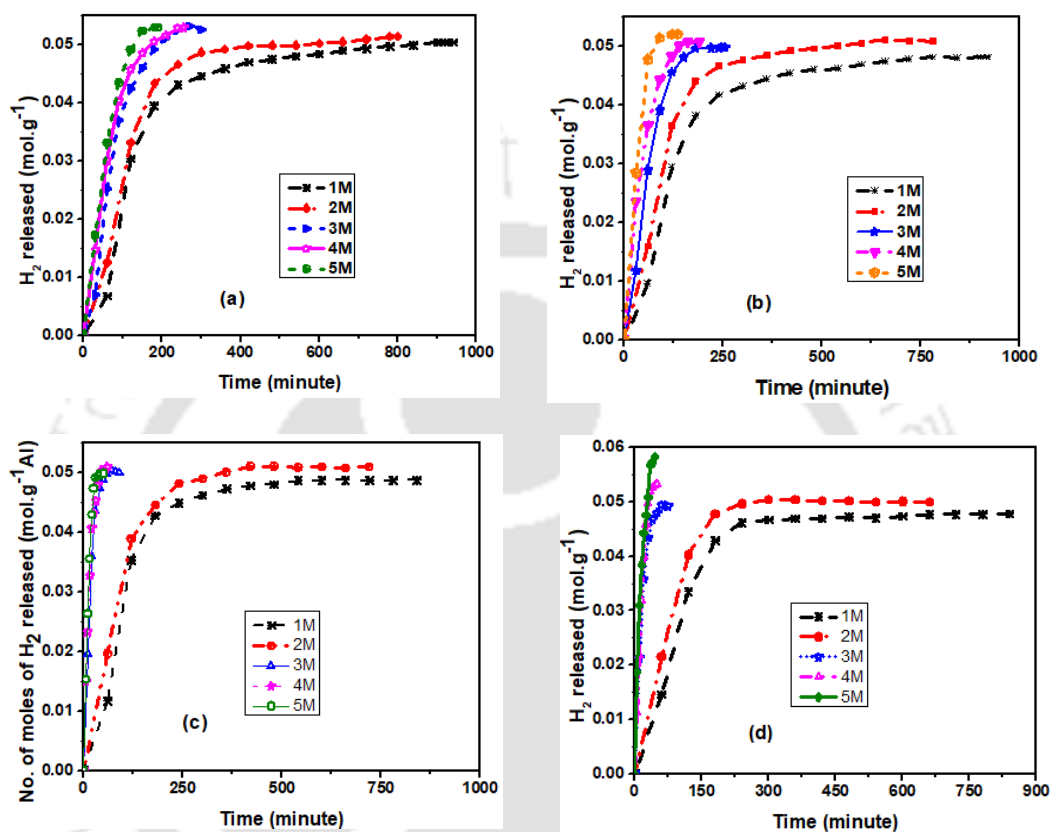 H₂ released (mol.g⁻¹)
0.05
0.04
0.03
0.02
0.01
0.00
1M
2M
3M
4M
5M
(a)
0 200 400 600 800 1000
Time (minute)
H₂ released (mol.g⁻¹)
0.05
0.04
0.03
0.02
0.01
0.00
1M
2M
3M
4M
5M
(b)
0 250 500 750 1000
Time (minute)
No. of moles of H₂ released (mol.g⁻¹Al)
0.050
0.041
0.031
0.020
0.010
0.000
1M
2M
3M
4M
5M
(c)
0 250 500 750 1000
Time (minute)
H₂ released (mol.g⁻¹)
0.06
0.05
0.04
0.03
0.02
0.01
0.00
1M
2M
3M
4M
5M
(d)
0 150 300 450 600 750 900
Time (minute)